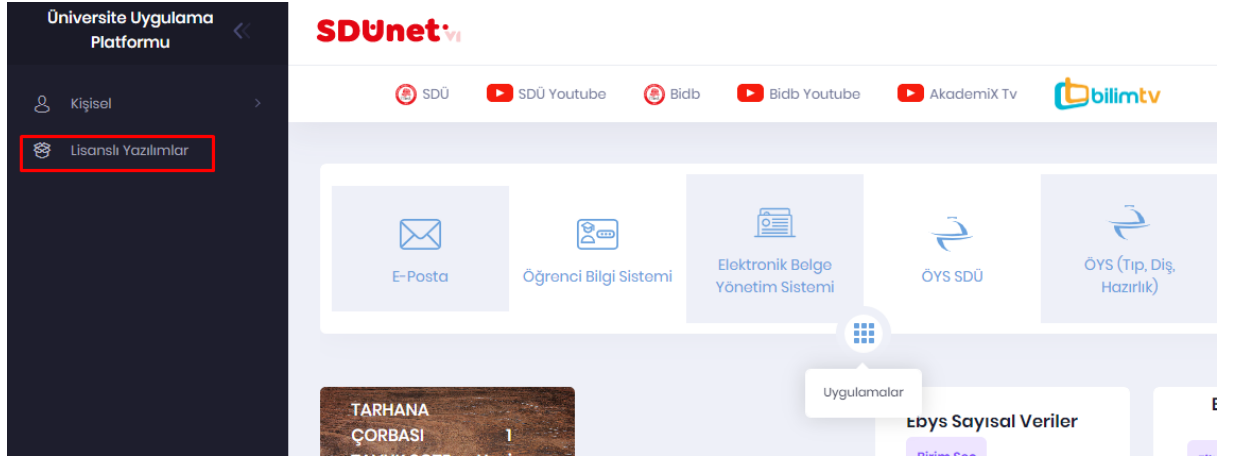 Üniversite Uygulama
Platformu
Kişisel
Lisanslı Yazılımlar
SDÜnet
SDÜ
SDÜ Youtube
Bidb
Bidb Youtube
AkademiX Tv
bilimtv
E-Posta
Öğrenci Bilgi Sistemi
Elektronik Belge
Yönetim Sistemi
ÖYS SDÜ
ÖYS (Tıp, Diş,
Hazırlık)
Uygulamalar
TARHANA
ÇORBASI 1
Ebys Sayısal Veriler